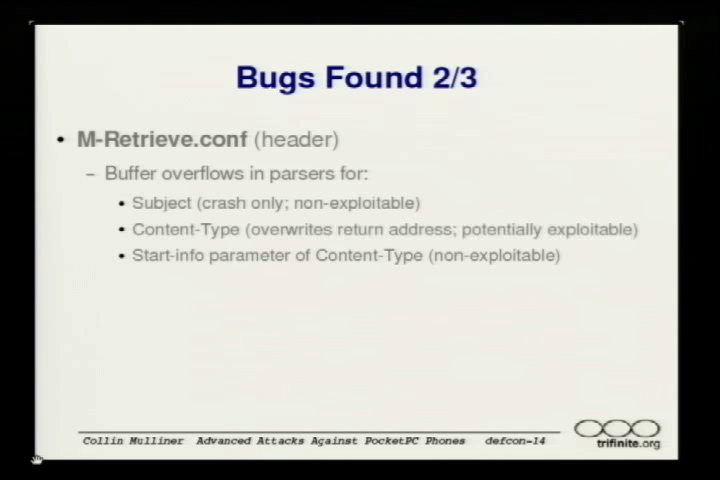 Bugs Found 2/3
• M-Retrieve.conf (header)
– Buffer overflows in parsers for:
• Subject (crash only; non-exploitable)
• Content-Type (overwrites return address; potentially exploitable)
• Start-info parameter of Content-Type (non-exploitable)
Collin Mulliner Advanced Attacks Against PocketPC Phones defcon-14
trifinite.org